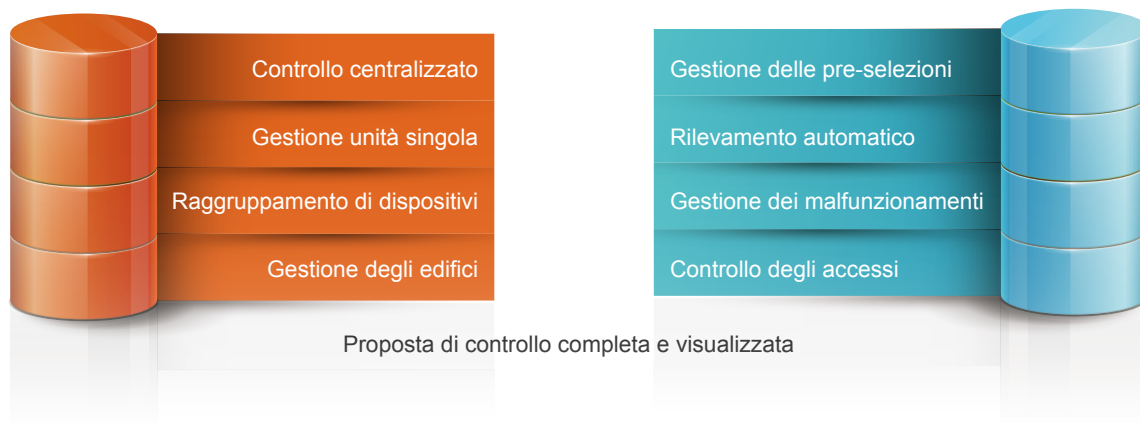 Controllo centralizzato
Gestione unità singola
Raggruppamento di dispositivi
Gestione degli edifici
Gestione delle pre-selezioni
Rilevamento automatico
Gestione dei malfunzionamenti
Controllo degli accessi
Proposta di controllo completa e visualizzata